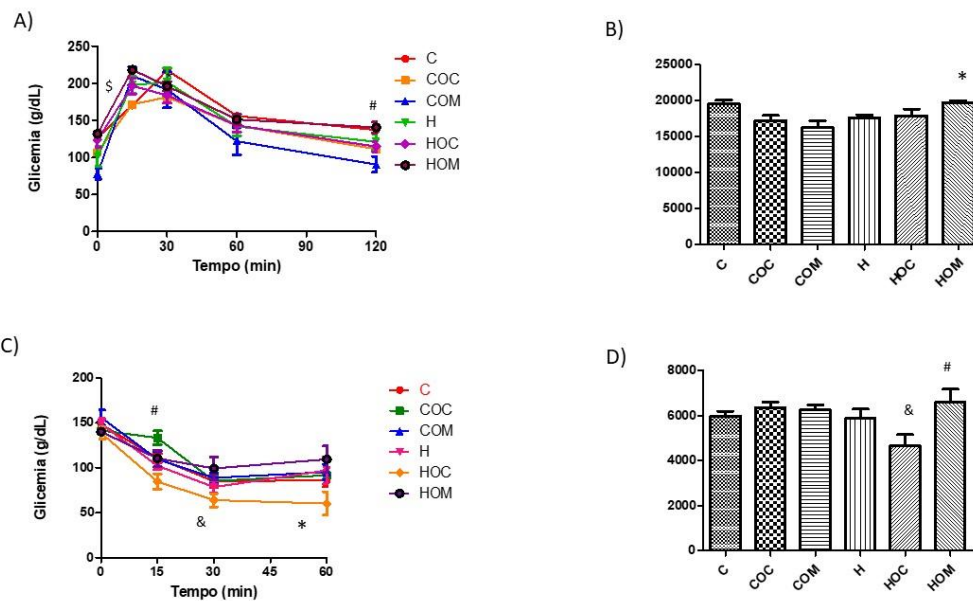 A)
250
200
150
100
50
0
Glicemia (g/dL)
$
#
0 30 60 90 120
Tempo (min)
C
COC
COM
H
HOC
HOM
B)
25000
20000
15000
10000
5000
0
*
C COC COM H HOC HOM
C)
200
150
100
50
0
Glicemia (g/dL)
#
&
*
0 15 30 45 60
Tempo (min)
C
COC
COM
H
HOC
HOM
D)
8000
6000
4000
2000
0
&
#
C COC COM H HOC HOM